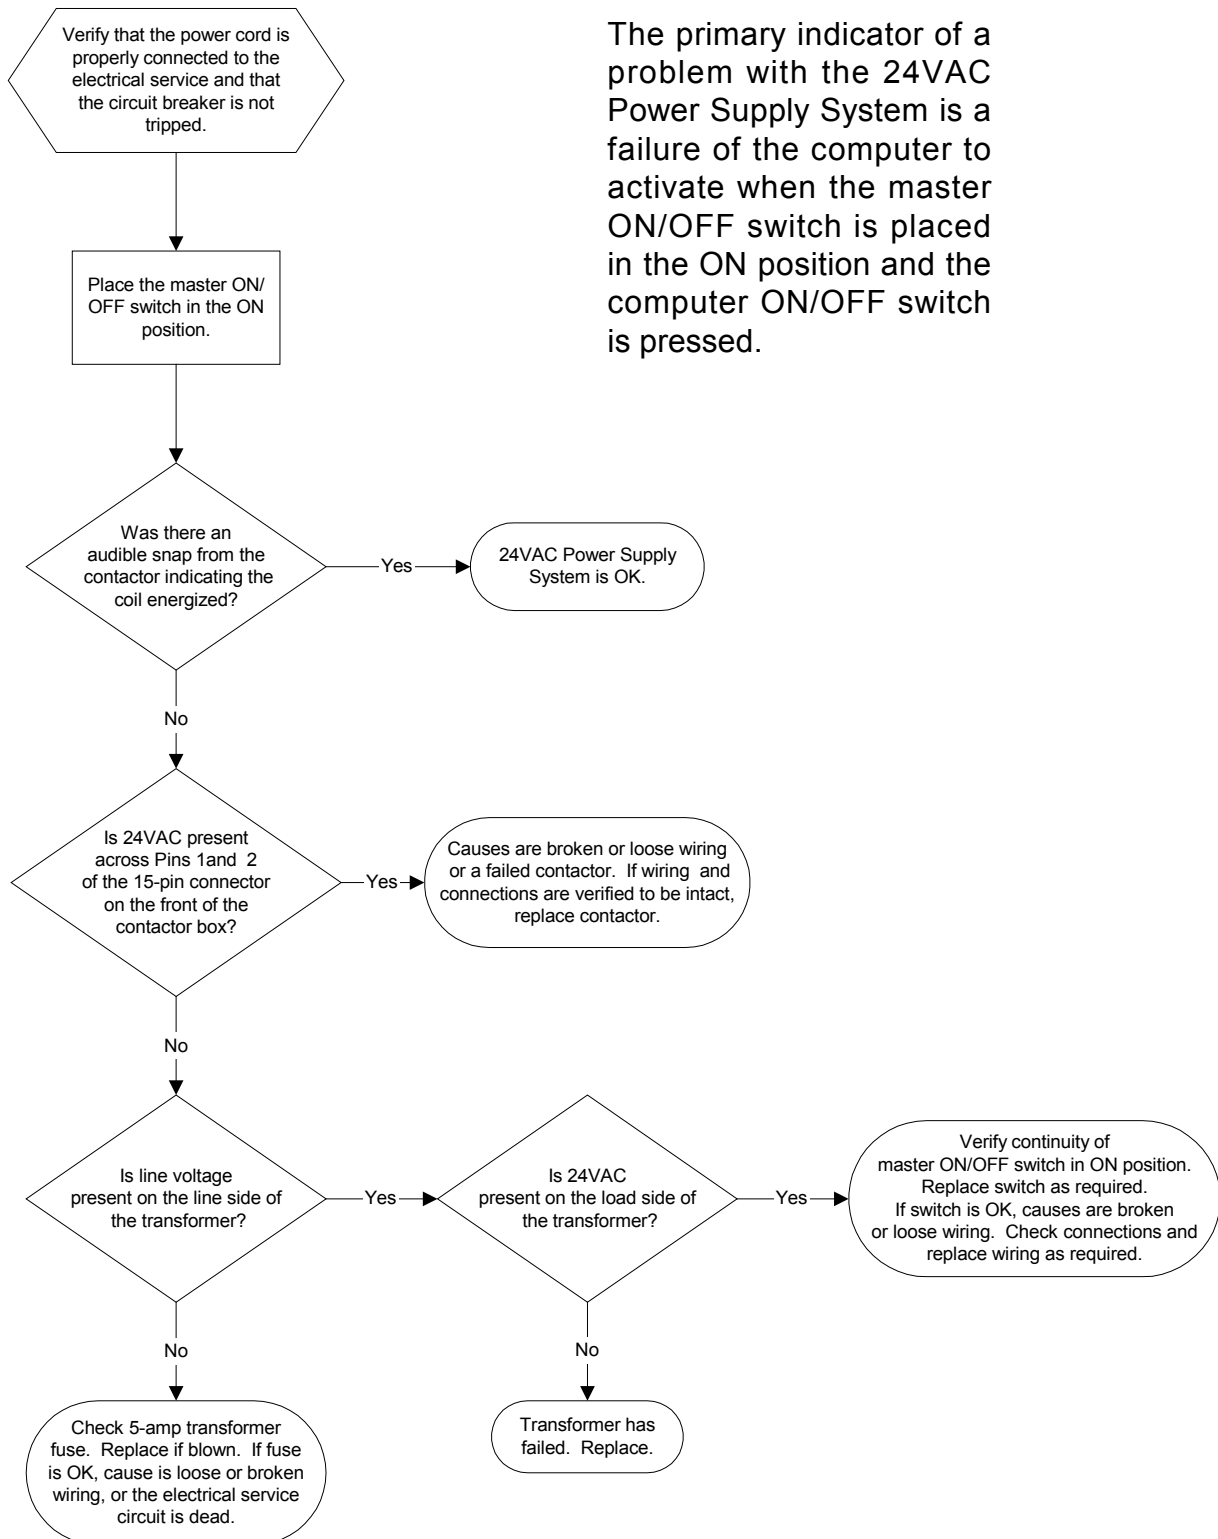 Verify that the power cord is
properly connected to the
electrical service and that
the circuit breaker is not
tripped.
The primary indicator of a
problem with the 24VAC
Power Supply System is a
failure of the computer to
activate when the master
ON/OFF switch is placed
in the ON position and the
computer ON/OFF switch
is pressed.
Place the master ON/
OFF switch in the ON
position.
Was there an
audible snap from the
contactor indicating the
coil energized?
Yes
24VAC Power Supply
System is OK.
No
Is 24VAC present
across Pins 1and 2
of the 15-pin connector
on the front of the
contactor box?
Yes
Causes are broken or loose wiring
or a failed contactor. If wiring and
connections are verified to be intact,
replace contactor.
No
Is line voltage
present on the line side of
the transformer?
Yes
Is 24VAC
present on the load side of
the transformer?
Yes
Verify continuity of
master ON/OFF switch in ON position.
Replace switch as required.
If switch is OK, causes are broken
or loose wiring. Check connections and
replace wiring as required.
No
No
Check 5-amp transformer
fuse. Replace if blown. If fuse
is OK, cause is loose or broken
wiring, or the electrical service
circuit is dead.
Transformer has
failed. Replace.